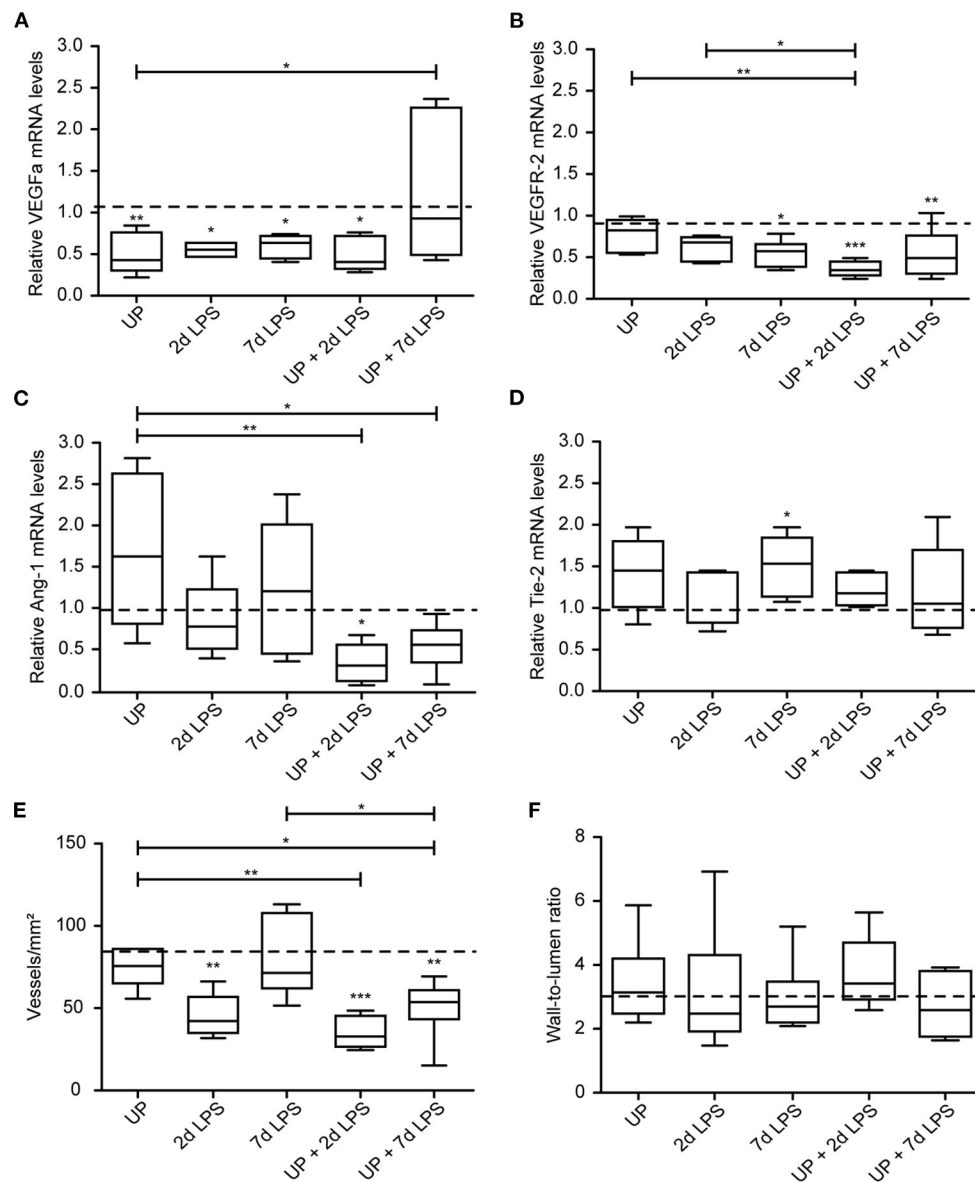 A
Relative VEGFa mRNA levels
3.0
2.5
2.0
1.5
1.0
0.5
0.0
*
**
*
*
*
UP
2d LPS
7d LPS
UP + 2d LPS
UP + 7d LPS
B
Relative VEGFR-2 mRNA levels
3.0
2.5
2.0
1.5
1.0
0.5
0.0
*
**
*
***
**
UP
2d LPS
7d LPS
UP + 2d LPS
UP + 7d LPS
C
Relative Ang-1 mRNA levels
3.0
2.5
2.0
1.5
1.0
0.5
0.0
*
**
*
UP
2d LPS
7d LPS
UP + 2d LPS
UP + 7d LPS
D
Relative Tie-2 mRNA levels
3.0
2.5
2.0
1.5
1.0
0.5
0.0
*
UP
2d LPS
7d LPS
UP + 2d LPS
UP + 7d LPS
E
Vessels/mm²
150
100
50
0
*
*
**
**
***
**
UP
2d LPS
7d LPS
UP + 2d LPS
UP + 7d LPS
F
Wall-to-lumen ratio
8
6
4
2
0
UP
2d LPS
7d LPS
UP + 2d LPS
UP + 7d LPS